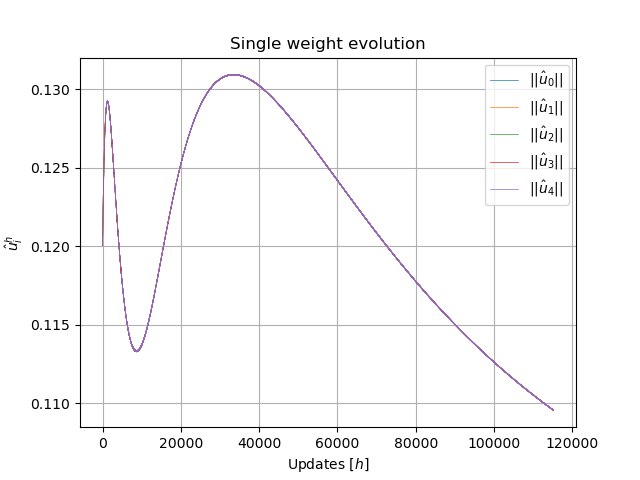 Single weight evolution
0.130
0.125
0.120
0.115
0.110
û_i^h
||û_0||
||û_1||
||û_2||
||û_3||
||û_4||
0 20000 40000 60000 80000 100000 120000
Updates [h]